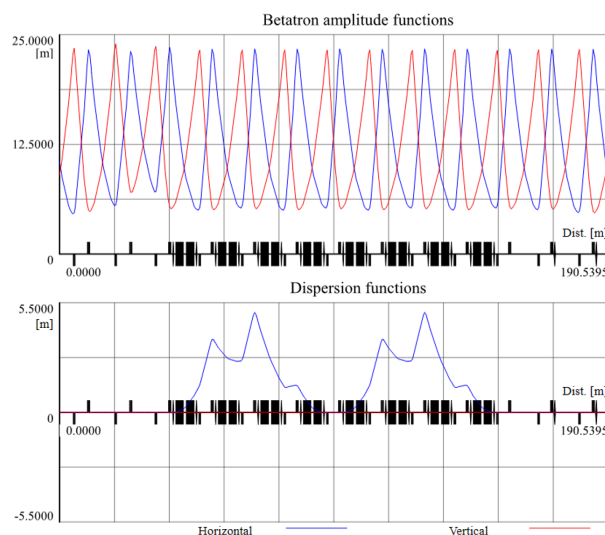 Betatron amplitude functions
25.0000
[m]
12.5000
Dist. [m]
0
0.0000 190.5395
Dispersion functions
5.5000
[m]
Dist. [m]
0
0.0000 190.5395
-5.5000
Horizontal Vertical